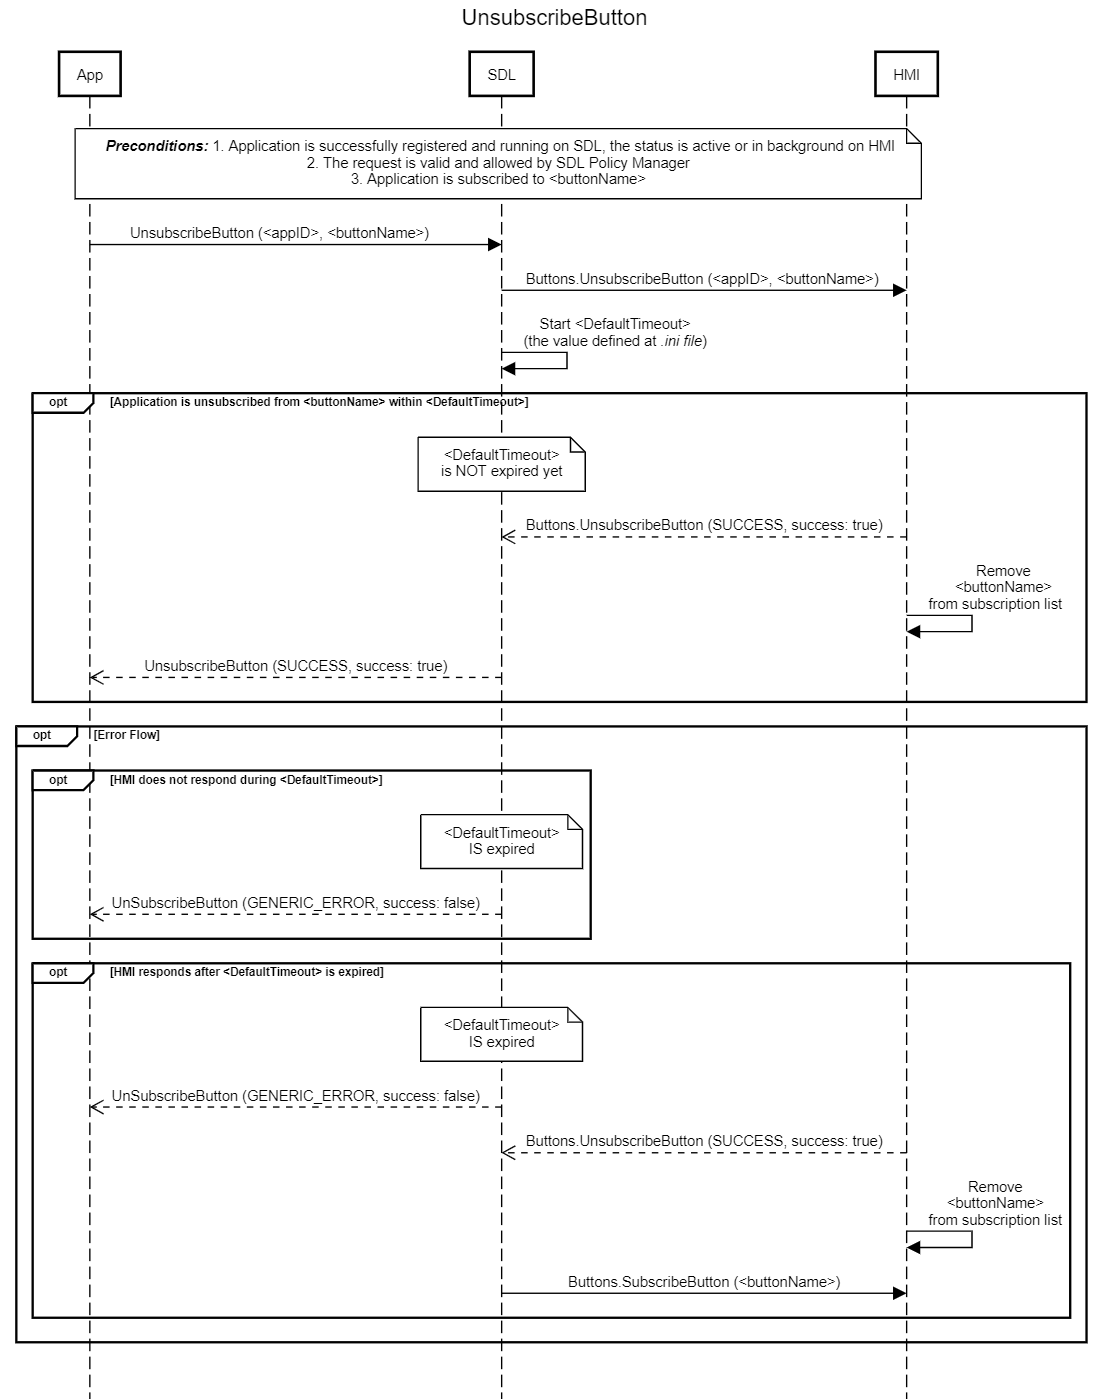 UnsubscribeButton
App
SDL
HMI
Preconditions: 1. Application is successfully registered and running on SDL, the status is active or in background on HMI
2. The request is valid and allowed by SDL Policy Manager
3. Application is subscribed to <buttonName>
UnsubscribeButton (<appID>, <buttonName>)
Buttons.UnsubscribeButton (<appID>, <buttonName>)
Start <DefaultTimeout>
(the value defined at .ini file)
opt
[Application is unsubscribed from <buttonName> within <DefaultTimeout>]
<DefaultTimeout>
is NOT expired yet
Buttons.UnsubscribeButton (SUCCESS, success: true)
Remove
<buttonName>
from subscription list
UnsubscribeButton (SUCCESS, success: true)
opt
[Error Flow]
opt
[HMI does not respond during <DefaultTimeout>]
<DefaultTimeout>
IS expired
UnSubscribeButton (GENERIC_ERROR, success: false)
opt
[HMI responds after <DefaultTimeout> is expired]
<DefaultTimeout>
IS expired
UnSubscribeButton (GENERIC_ERROR, success: false)
Buttons.UnsubscribeButton (SUCCESS, success: true)
Remove
<buttonName>
from subscription list
Buttons.SubscribeButton (<buttonName>)